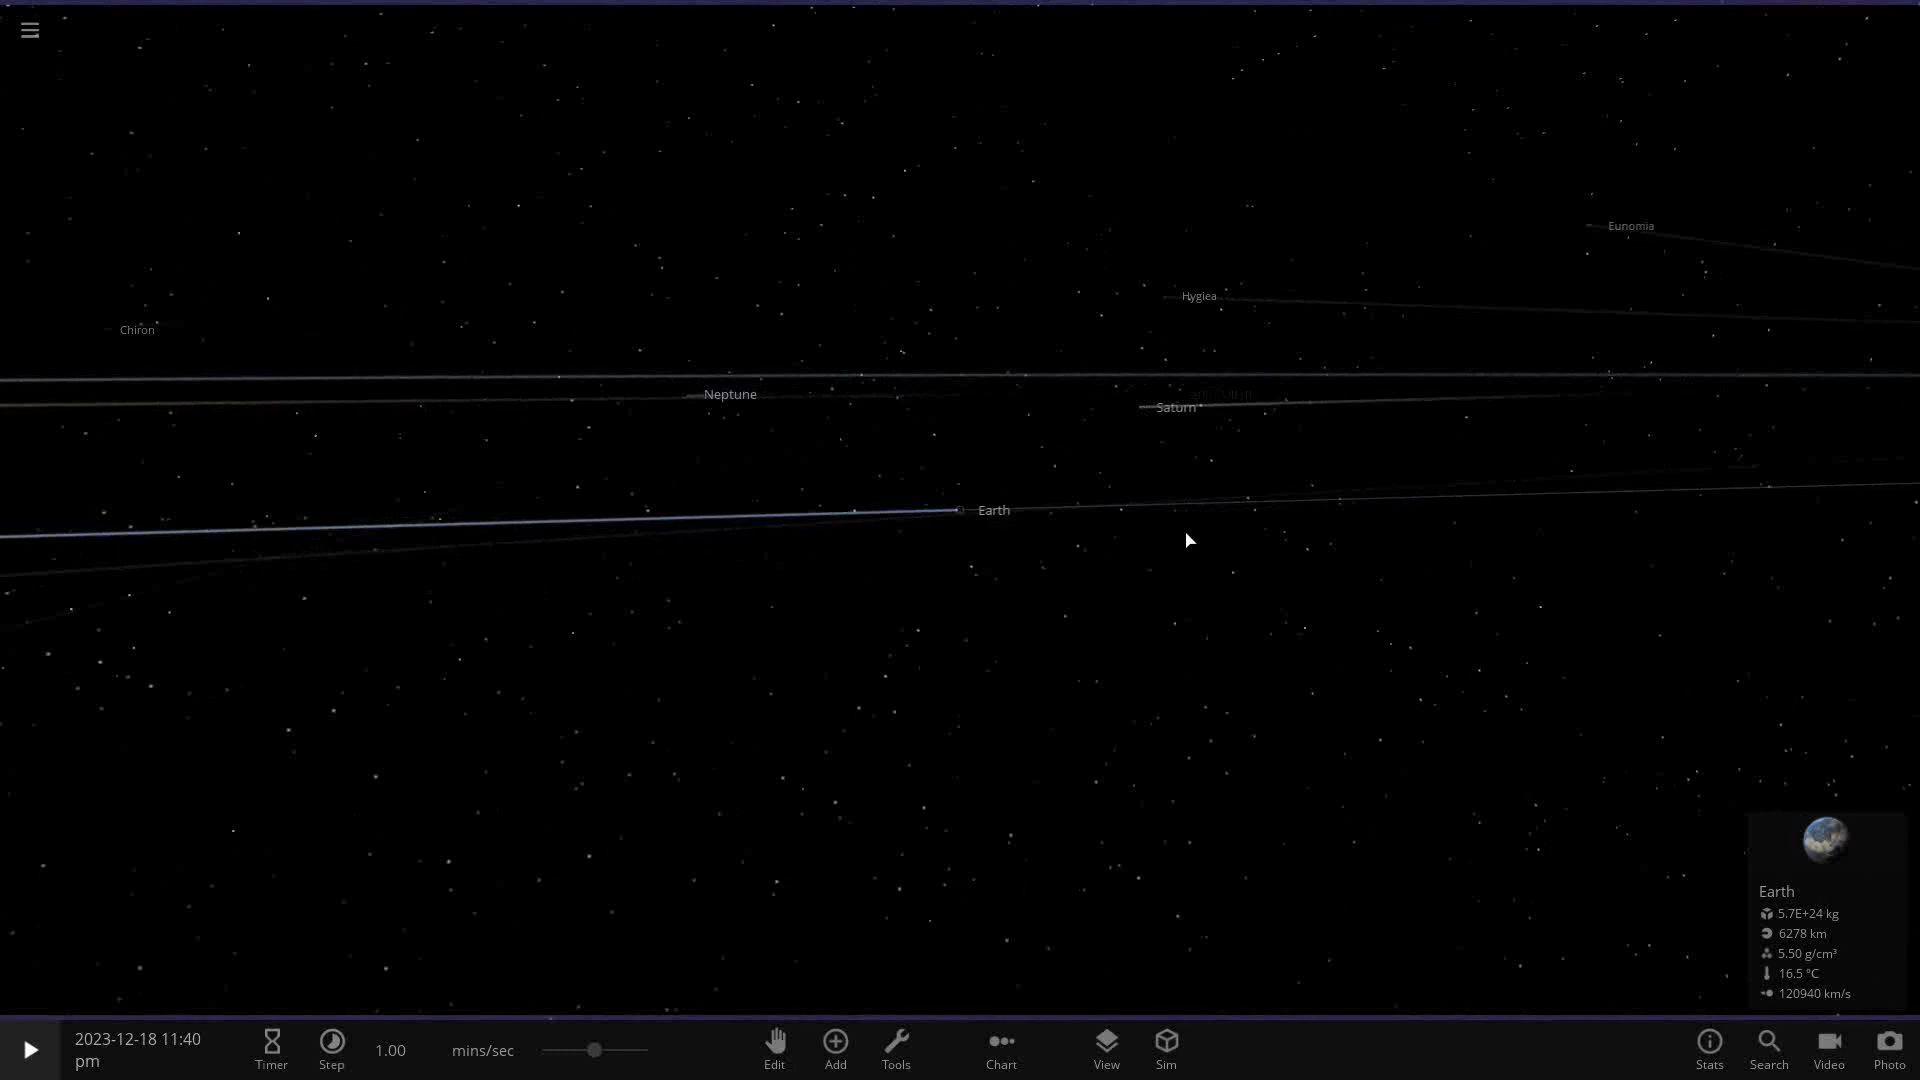 Eunomia
Hygiea
Chiron
Neptune
Saturn
Earth
Earth
5.7E+24 kg
6278 km
5.50 g/cm³
16.5 °C
120940 km/s
2023-12-18 11:40
pm
Timer
Step
1.00
mins/sec
Edit
Add
Tools
Chart
View
Sim
Stats
Search
Video
Photo